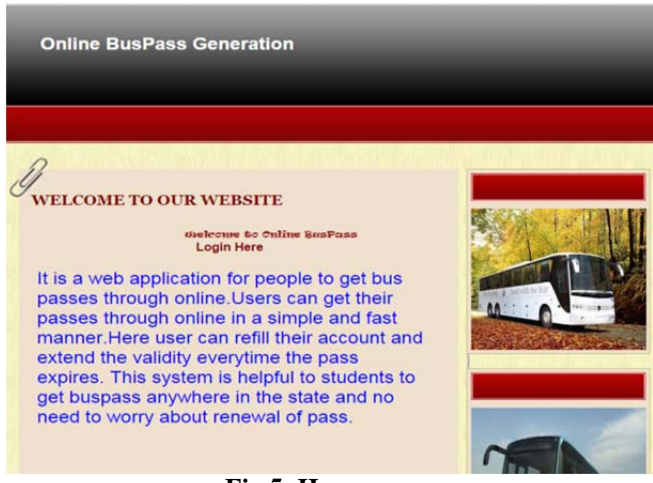 Online BusPass Generation
WELCOME TO OUR WEBSITE
Welcome to Online BusPass
Login Here
It is a web application for people to get bus
passes through online.Users can get their
passes through online in a simple and fast
manner.Here user can refill their account and
extend the validity everytime the pass
expires. This system is helpful to students to
get buspass anywhere in the state and no
need to worry about renewal of pass.